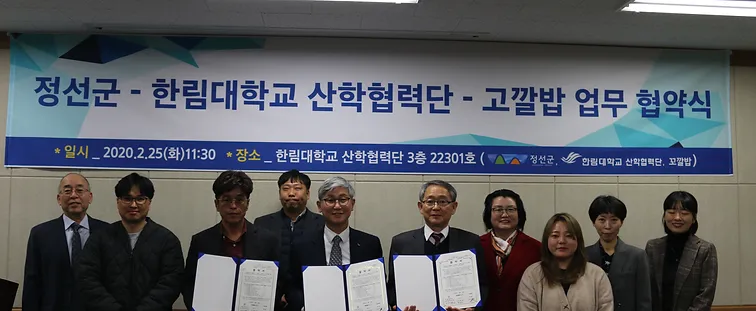 정선군 - 한림대학교 산학협력단 - 고깔밥 업무 협약식
* 일시 _ 2020.2.25(화)11:30 * 장소 _ 한림대학교 산학협력단 3층 22301호 ( 정선군, 한림대학교 산학협력단, 꼬깔밥)